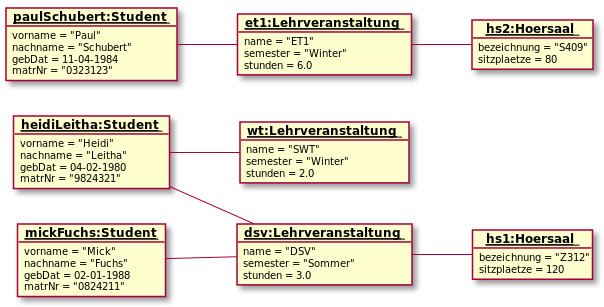 paulSchubert:Student
vorname = "Paul"
nachname = "Schubert"
gebDat = 11-04-1984
matrNr = "0323123"
et1:Lehrveranstaltung
name = "ET1"
semester = "Winter"
stunden = 6.0
hs2:Hoersaal
bezeichnung = "S409"
sitzplaetze = 80
heidiLeitha:Student
vorname = "Heidi"
nachname = "Leitha"
gebDat = 04-02-1980
matrNr = "9824321"
wt:Lehrveranstaltung
name = "SWT"
semester = "Winter"
stunden = 2.0
mickFuchs:Student
vorname = "Mick"
nachname = "Fuchs"
gebDat = 02-01-1988
matrNr = "0824211"
dsv:Lehrveranstaltung
name = "DSV"
semester = "Sommer"
stunden = 3.0
hs1:Hoersaal
bezeichnung = "Z312"
sitzplaetze = 120